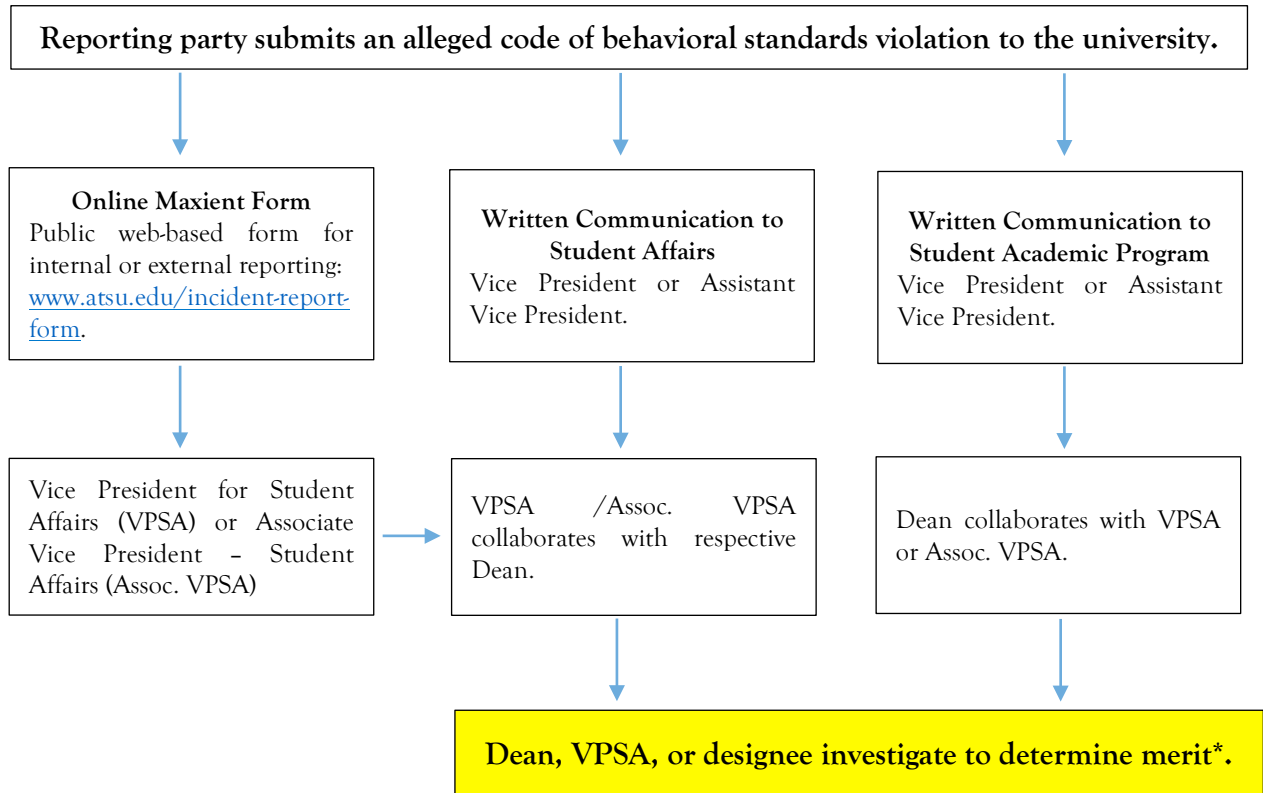 Reporting party submits an alleged code of behavioral standards violation to the university.
Online Maxient Form
Public web-based form for
internal or external reporting:
www.atsu.edu/incident-report-
form.
Written Communication to
Student Affairs
Vice President or Assistant
Vice President.
Written Communication to
Student Academic Program
Vice President or Assistant
Vice President.
Vice President for Student
Affairs (VPSA) or Associate
Vice President – Student
Affairs (Assoc. VPSA)
VPSA /Assoc. VPSA
collaborates with respective
Dean.
Dean collaborates with VPSA
or Assoc. VPSA.
Dean, VPSA, or designee investigate to determine merit*.